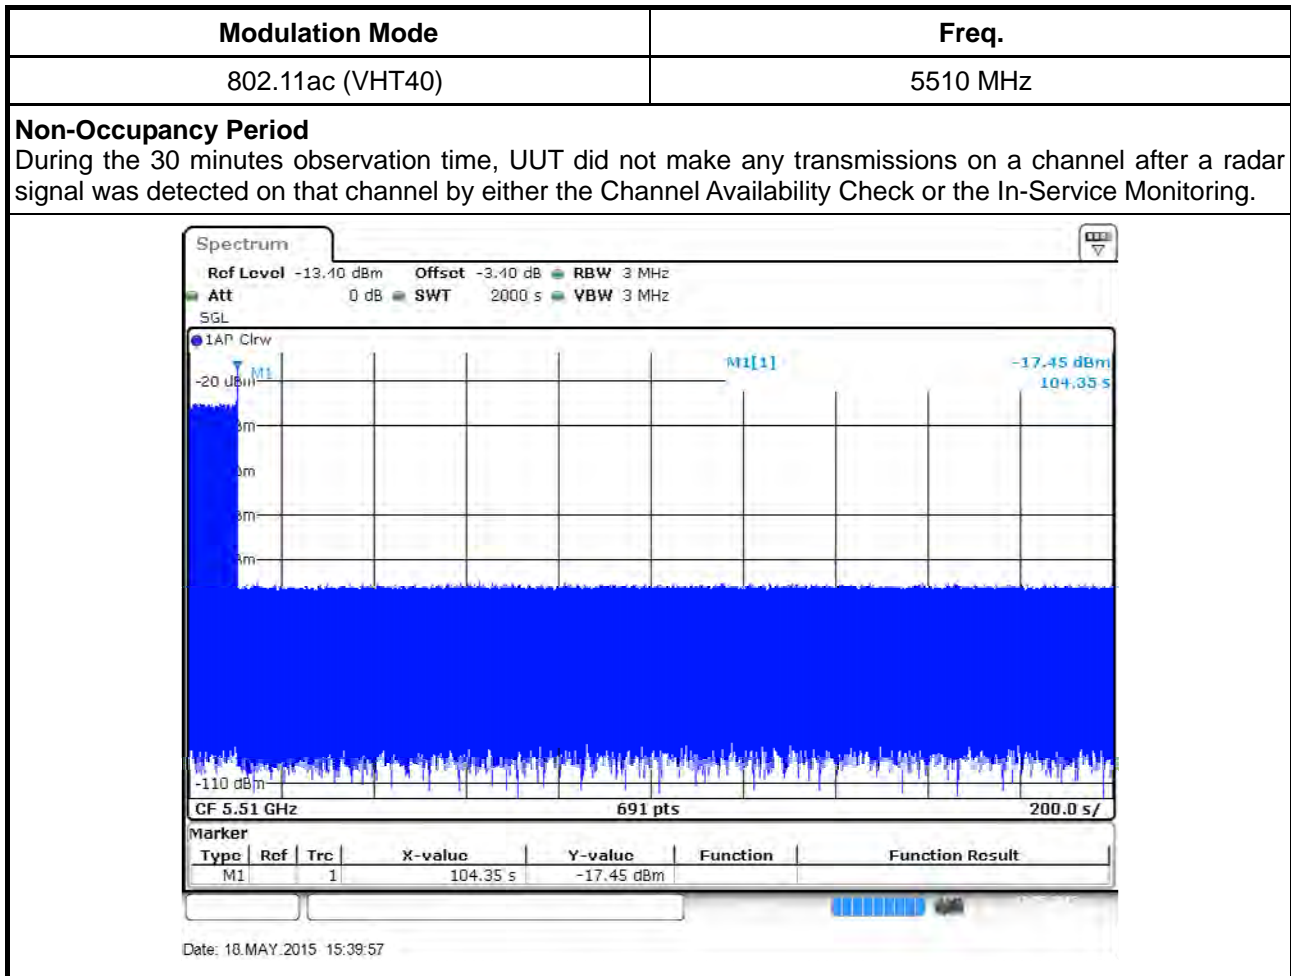 Modulation Mode Freq.
802.11ac (VHT40) 5510 MHz
Non-Occupancy Period
During the 30 minutes observation time, UUT did not make any transmissions on a channel after a radar
signal was detected on that channel by either the Channel Availability Check or the In-Service Monitoring.
Spectrum
Ref Level -13.40 dBm Offset -3.40 dB RBW 3 MHz
Att 0 dB SWT 2000 s VBW 3 MHz
SGL
1AP Clrw
M1[1] -17.45 dBm
104.35 s
M1
-20 dBm
-110 dBm
CF 5.51 GHz 691 pts 200.0 s/
Marker
Type Ref Trc X-value Y-value Function Function Result
M1 1 104.35 s -17.45 dBm
Date: 18.MAY.2015 15:39:57